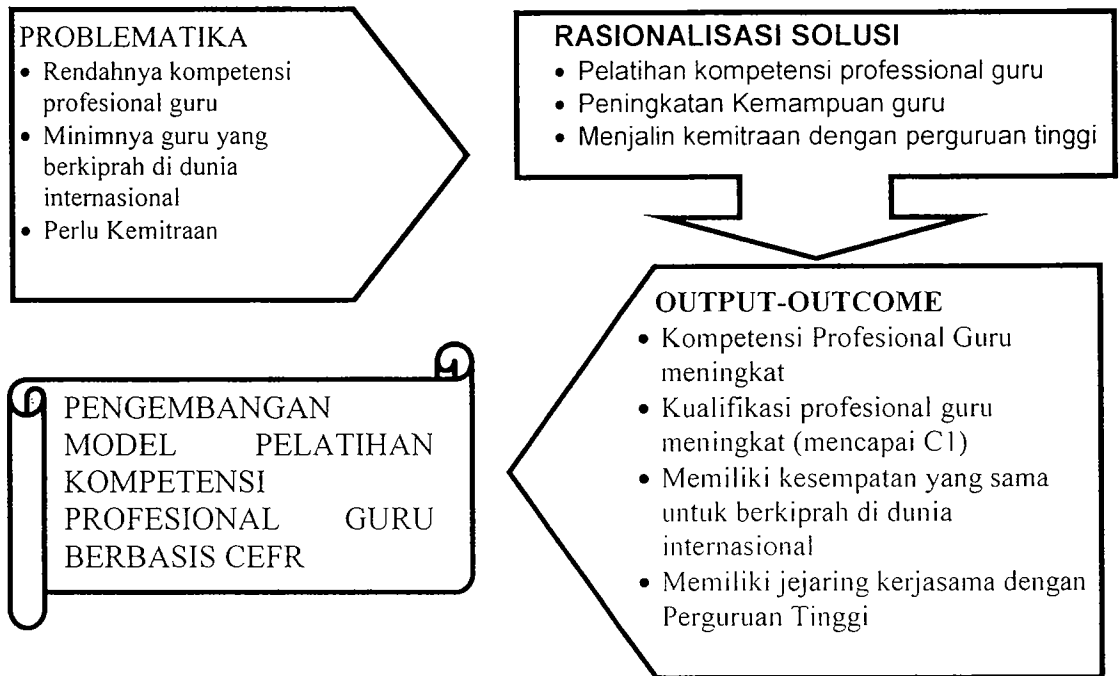 PROBLEMATIKA
• Rendahnya kompetensi
profesional guru
• Minimnya guru yang
berkiprah di dunia
internasional
• Perlu Kemitraan
RASIONALISASI SOLUSI
• Pelatihan kompetensi professional guru
• Peningkatan Kemampuan guru
• Menjalin kemitraan dengan perguruan tinggi
OUTPUT-OUTCOME
• Kompetensi Profesional Guru
meningkat
• Kualifikasi profesional guru
meningkat (mencapai C1)
• Memiliki kesempatan yang sama
untuk berkiprah di dunia
internasional
• Memiliki jejaring kerjasama dengan
Perguruan Tinggi
PENGEMBANGAN
MODEL PELATIHAN
KOMPETENSI
PROFESIONAL GURU
BERBASIS CEFR